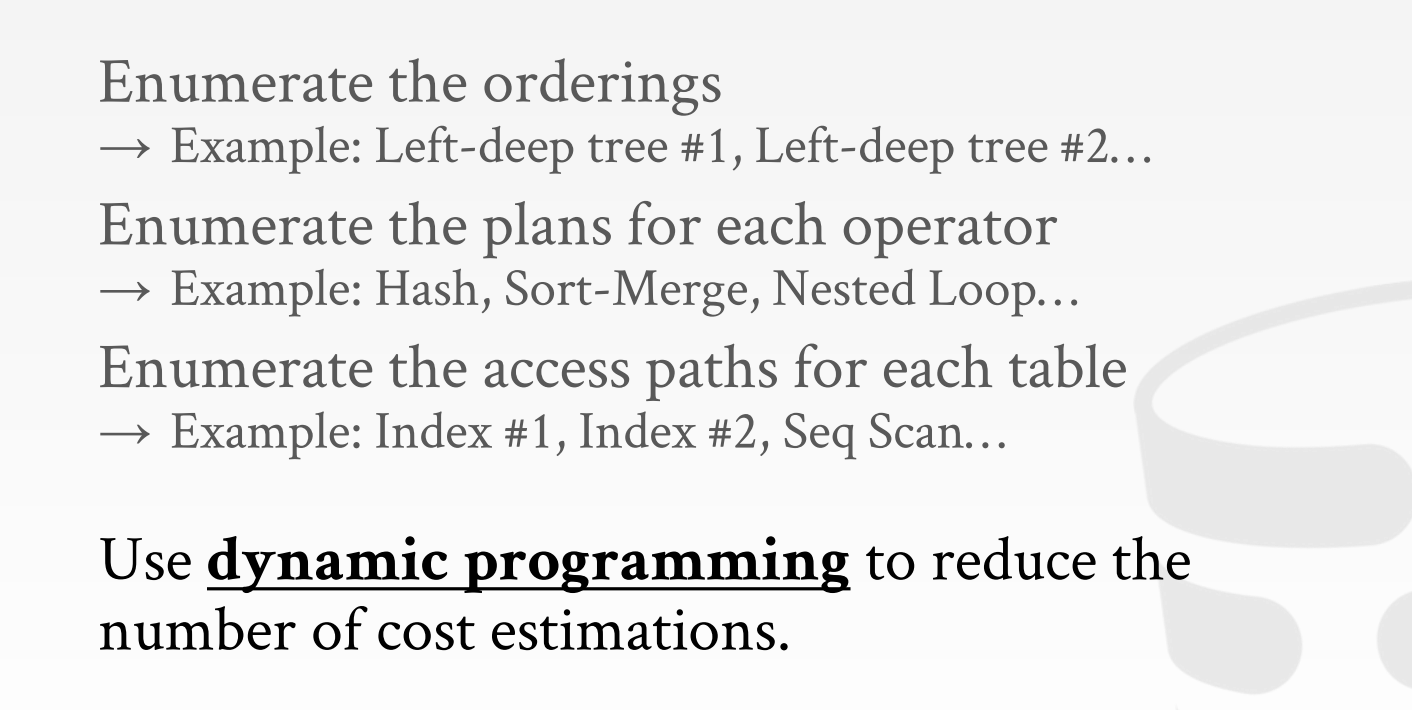 Enumerate the orderings
→ Example: Left-deep tree #1, Left-deep tree #2…
Enumerate the plans for each operator
→ Example: Hash, Sort-Merge, Nested Loop…
Enumerate the access paths for each table
→ Example: Index #1, Index #2, Seq Scan…
Use dynamic programming to reduce the
number of cost estimations.